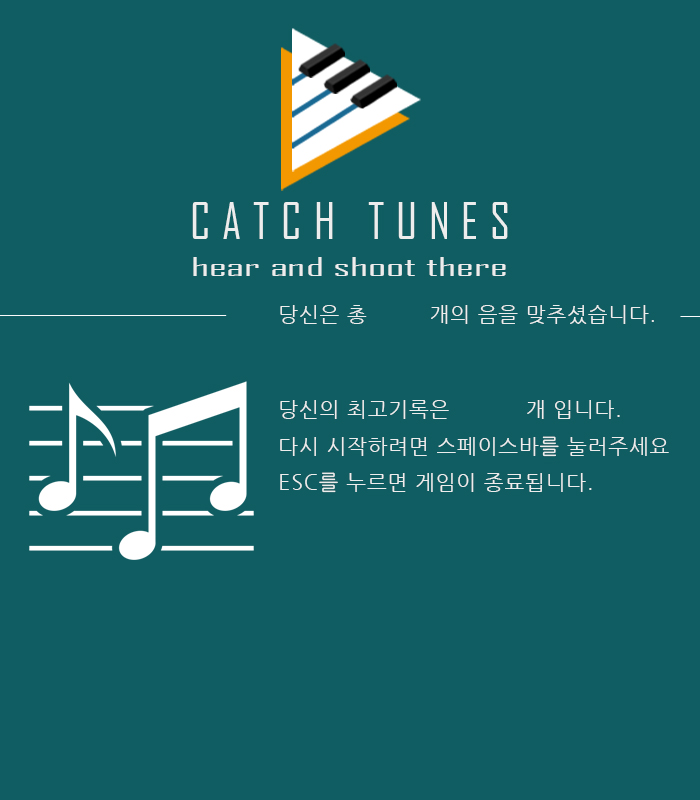 CATCH TUNES
hear and shoot there
당신은 총 개의 음을 맞추셨습니다.
당신의 최고기록은 개 입니다.
다시 시작하려면 스페이스바를 눌러주세요
ESC를 누르면 게임이 종료됩니다.